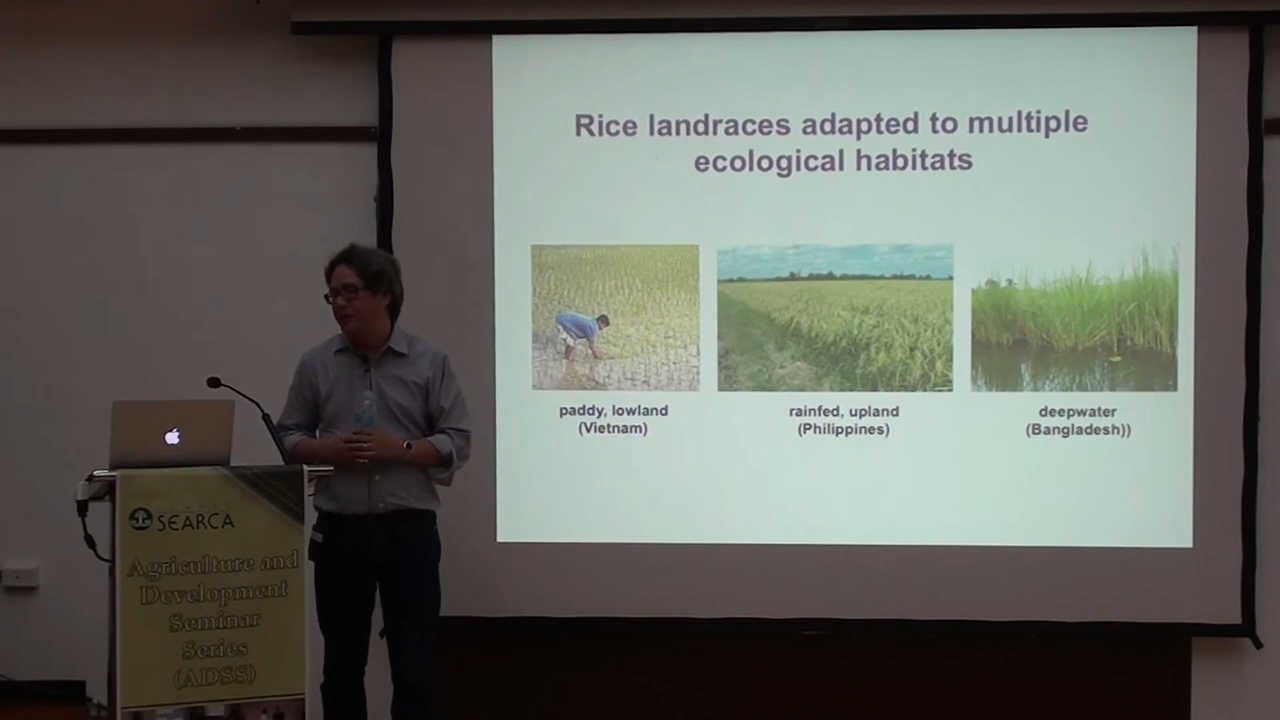 Rice landraces adapted to multiple
ecological habitats
paddy, lowland
(Vietnam)
rainfed, upland
(Philippines)
deepwater
(Bangladesh))
SEARCA
Agriculture and
Development
Seminar
Series
(ADSS)